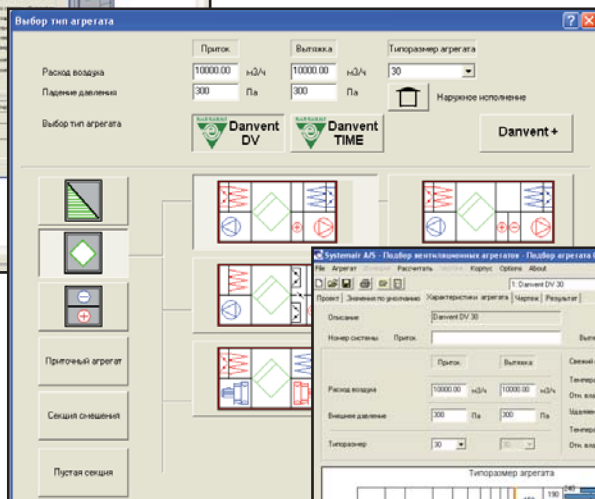 Выбор тип агрегата
Приток Вытяжка Типоразмер агрегата
Расход воздуха 10000.00 м3/ч 10000.00 м3/ч 30
Падение давления 300 Па 300 Па
Наружное исполнение
Выбор тип агрегата
Danvent DV
Danvent TIME
Danvent +
Приточный агрегат
Секция смешения
Пустая секция
Systemair A/S - Подбор вентиляционных агрегатов - Подбор агрегата
File Агрегат Рассчитать Корпус Options About
1: Danvent DV 30
Проект Значения по умолчанию Характеристики агрегата Чертеж Результат
Описание Danvent DV 30
Номер системы Приток
Приток Вытяжка
Расход воздуха 10000.00 м3/ч 10000.00 м3/ч
Внешнее давление 300 Па 300 Па
Типоразмер 30 30
Типоразмер агрегата
190